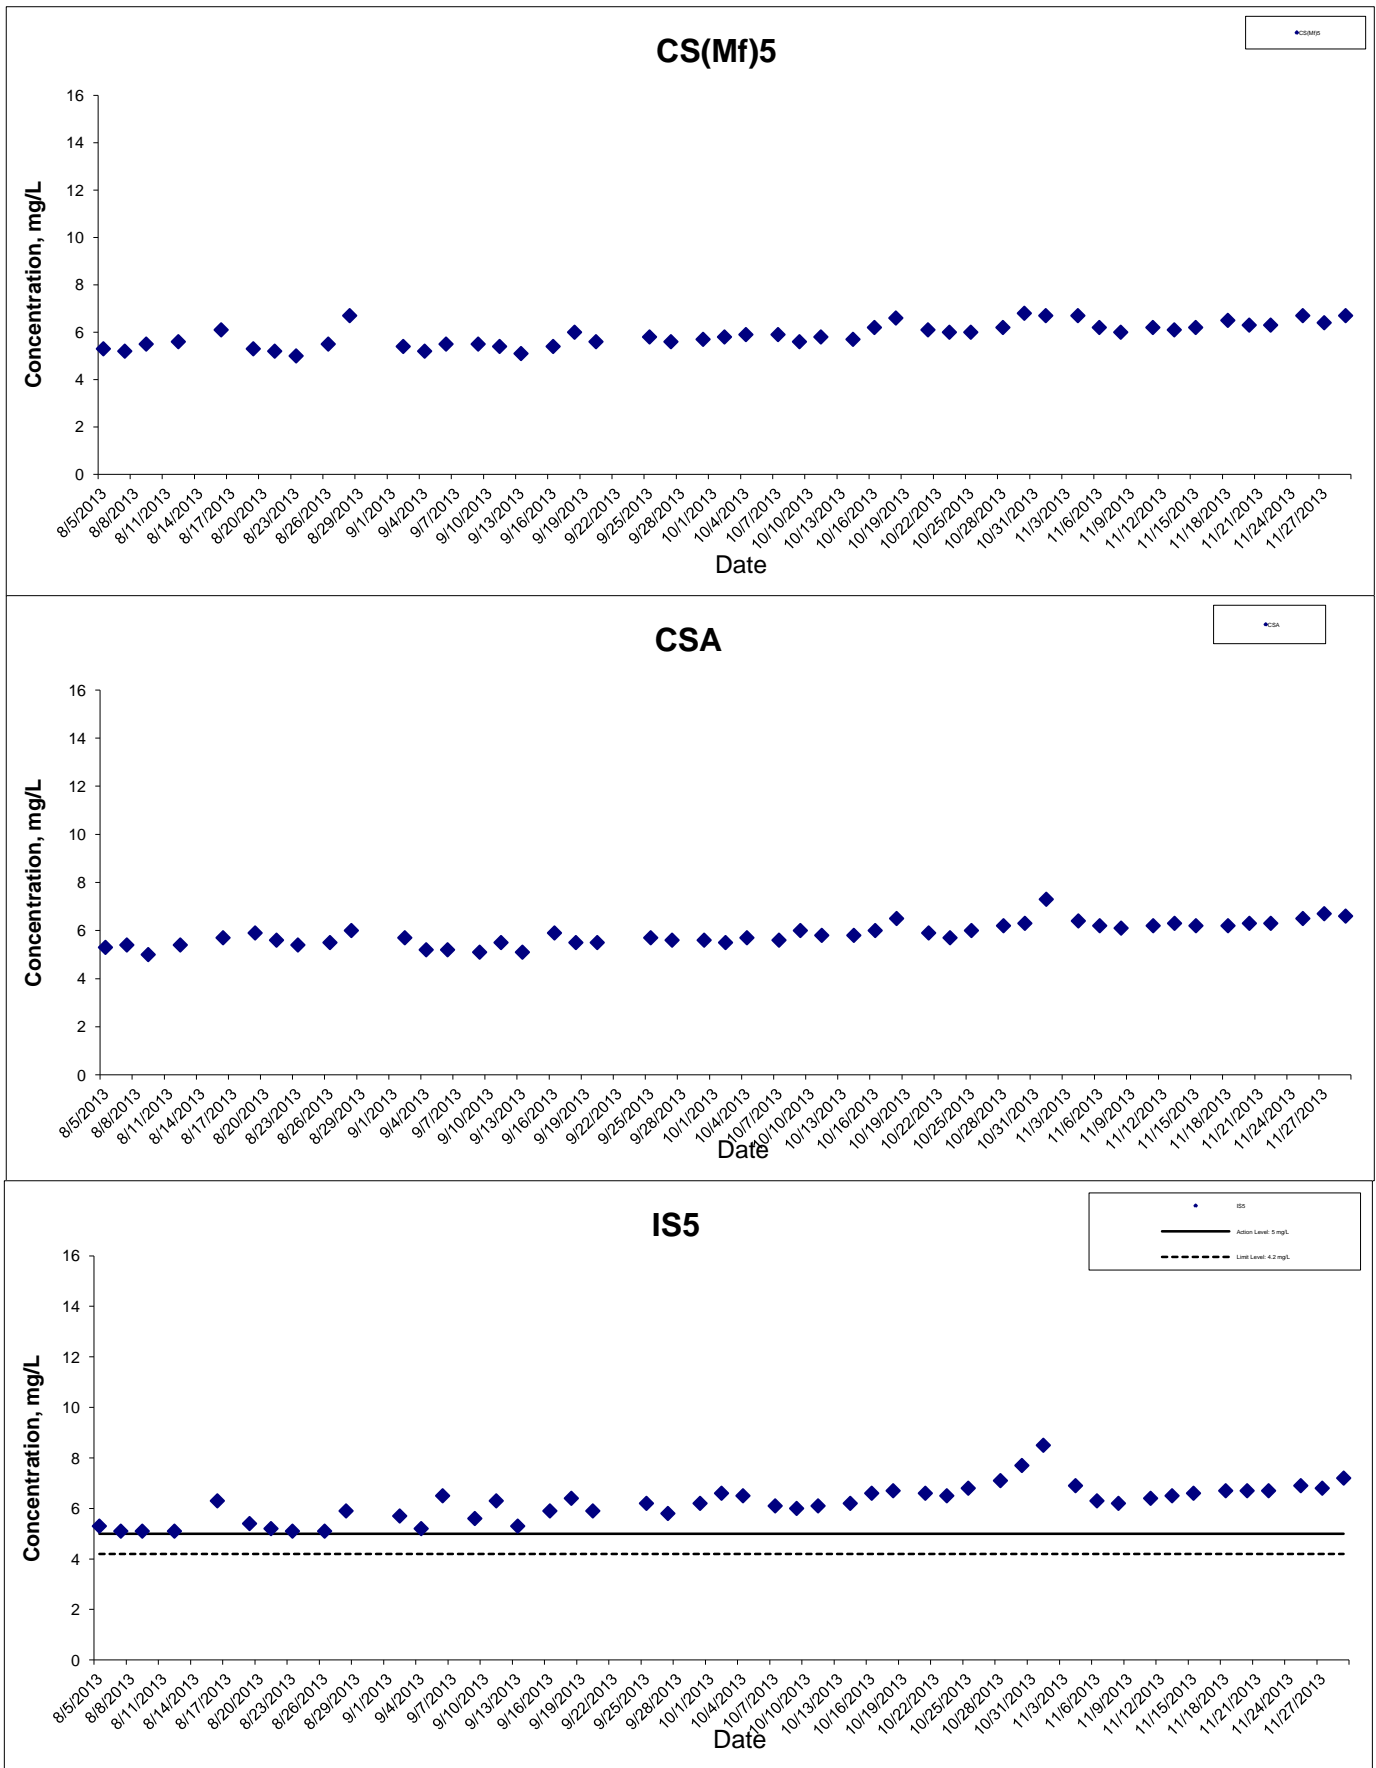 CS(Mf)5
CS(Mf)5
Concentration, mg/L
16
14
12
10
8
6
4
2
0
8/5/2013 8/8/2013 8/11/2013 8/14/2013 8/17/2013 8/20/2013 8/23/2013 8/26/2013 8/29/2013 9/1/2013 9/4/2013 9/7/2013 9/10/2013 9/13/2013 9/16/2013 9/19/2013 9/22/2013 9/25/2013 9/28/2013 10/1/2013 10/4/2013 10/7/2013 10/10/2013 10/13/2013 10/16/2013 10/19/2013 10/22/2013 10/25/2013 10/28/2013 10/31/2013 11/3/2013 11/6/2013 11/9/2013 11/12/2013 11/15/2013 11/18/2013 11/21/2013 11/24/2013 11/27/2013
Date
CSA
CSA
Concentration, mg/L
16
14
12
10
8
6
4
2
0
8/5/2013 8/8/2013 8/11/2013 8/14/2013 8/17/2013 8/20/2013 8/23/2013 8/26/2013 8/29/2013 9/1/2013 9/4/2013 9/7/2013 9/10/2013 9/13/2013 9/16/2013 9/19/2013 9/22/2013 9/25/2013 9/28/2013 10/1/2013 10/4/2013 10/7/2013 10/10/2013 10/13/2013 10/16/2013 10/19/2013 10/22/2013 10/25/2013 10/28/2013 10/31/2013 11/3/2013 11/6/2013 11/9/2013 11/12/2013 11/15/2013 11/18/2013 11/21/2013 11/24/2013 11/27/2013
Date
IS5
IS5
Action Level: 5 mg/L
Limit Level: 4.2 mg/L
Concentration, mg/L
16
14
12
10
8
6
4
2
0
8/5/2013 8/8/2013 8/11/2013 8/14/2013 8/17/2013 8/20/2013 8/23/2013 8/26/2013 8/29/2013 9/1/2013 9/4/2013 9/7/2013 9/10/2013 9/13/2013 9/16/2013 9/19/2013 9/22/2013 9/25/2013 9/28/2013 10/1/2013 10/4/2013 10/7/2013 10/10/2013 10/13/2013 10/16/2013 10/19/2013 10/22/2013 10/25/2013 10/28/2013 10/31/2013 11/3/2013 11/6/2013 11/9/2013 11/12/2013 11/15/2013 11/18/2013 11/21/2013 11/24/2013 11/27/2013
Date